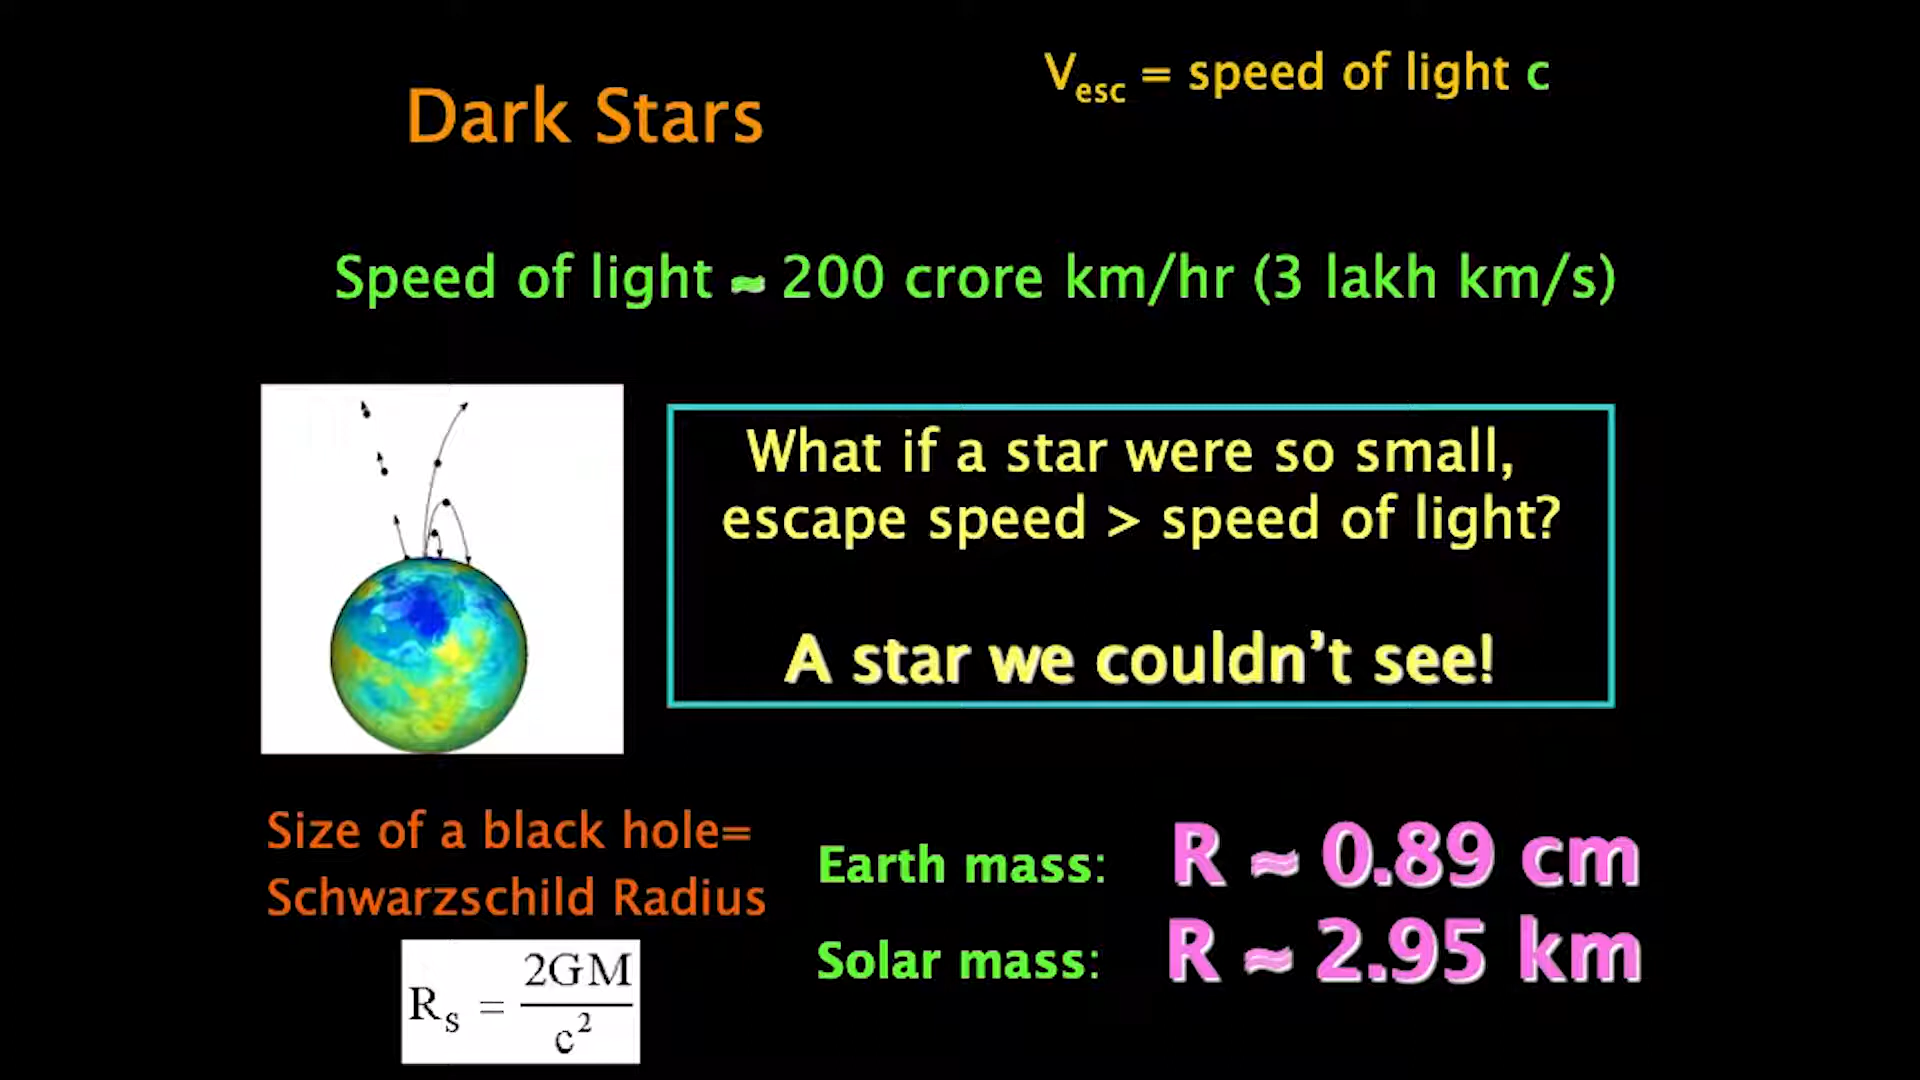 Dark Stars
V_esc = speed of light c
Speed of light ≈ 200 crore km/hr (3 lakh km/s)
What if a star were so small,
escape speed > speed of light?
A star we couldn’t see!
Size of a black hole=
Schwarzschild Radius
R_s = 2GM / c²
Earth mass: R ≈ 0.89 cm
Solar mass: R ≈ 2.95 km